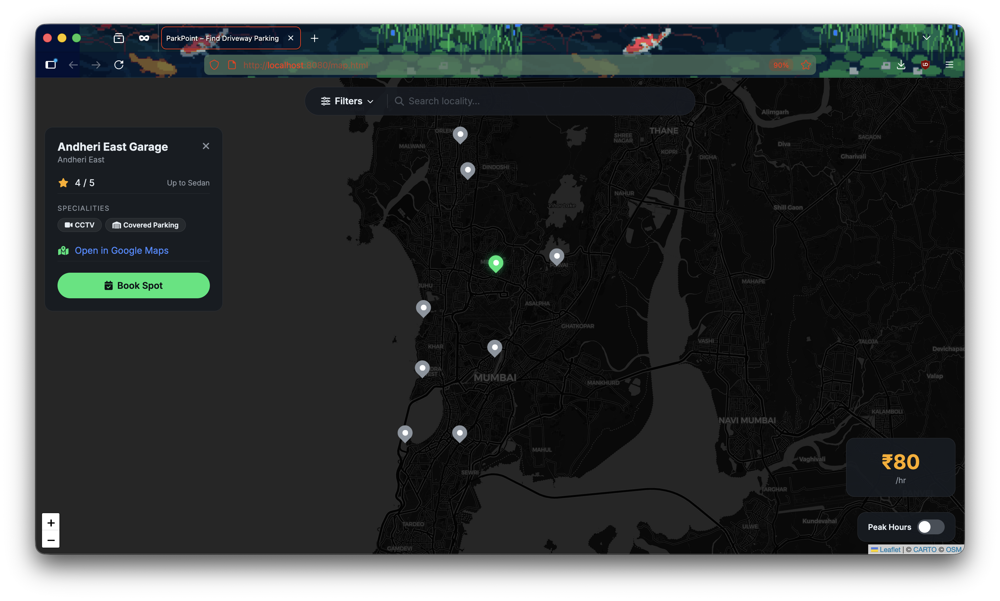 ParkPoint – Find Driveway Parking
http://localhost:8080/map.html
90%
Filters
Search locality...
Andheri East Garage
Andheri East
4 / 5
Up to Sedan
SPECIALITIES
CCTV
Covered Parking
Open in Google Maps
Book Spot
ORLEM
MALWANI
DINDOSHI
THANE
SHREE
NAGAR
KOPRI
DIGHA
Alimgarh
SAGAON
Diva
Gharivali
NAHUR
Vihar Lake
Shill Gaon
JUHU
MAHAPE
ASALPHA
GHATKOPAR
KHAR
VASHI
TALOJA
MUMBAI
MANKHURD
Valap
KALAMBOLI
NAVI MUMBAI
MAHUL
Vaghivali
SEWRI
TARGHAR
TARDEO
ULWE
Kundevahal
GAMDEVI
₹80
/hr
Peak Hours
+
−
Leaflet | © CARTO © OSM